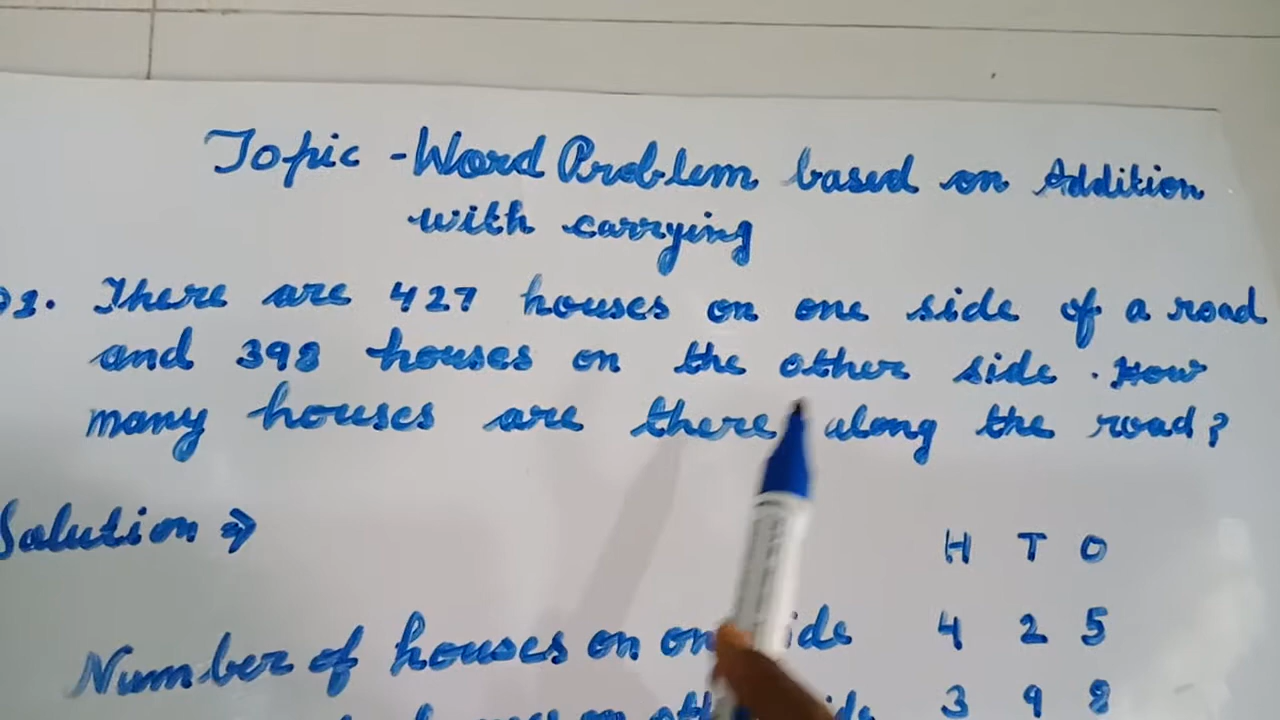 Topic - Word Problem based on Addition
with carrying
There are 427 houses on one side of a road
and 398 houses on the other side. How
many houses are there along the road?
Solution ⇒
H T O
Number of houses on one side 4 2 5
houses on 3 9 8